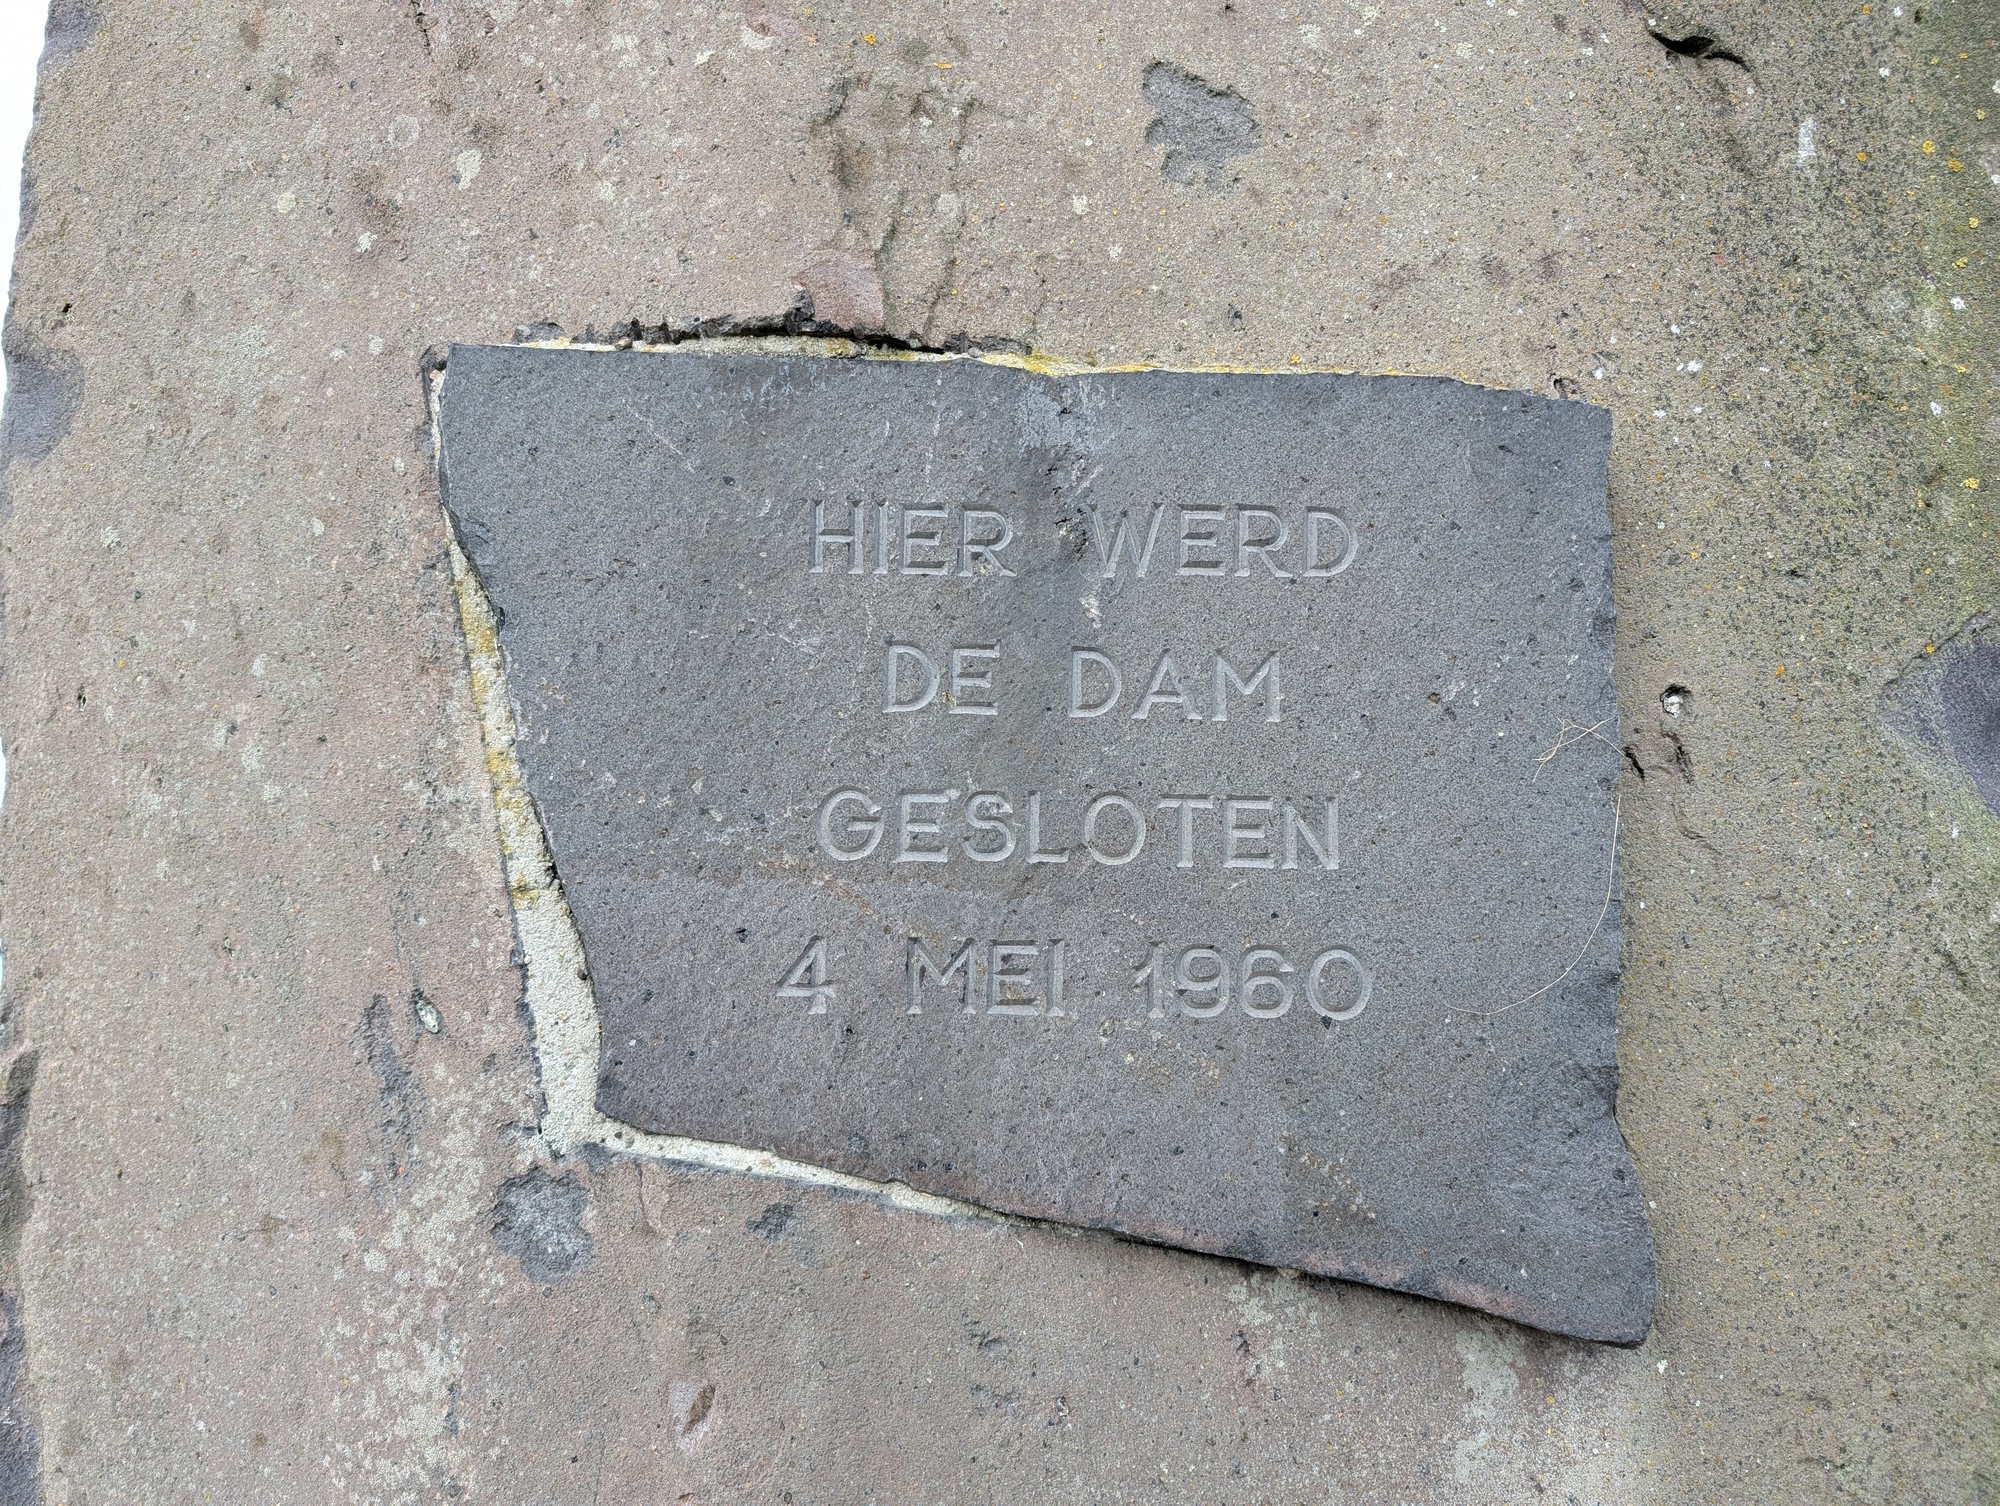 HIER WERD
DE DAM
GESLOTEN
4 MEI 1960